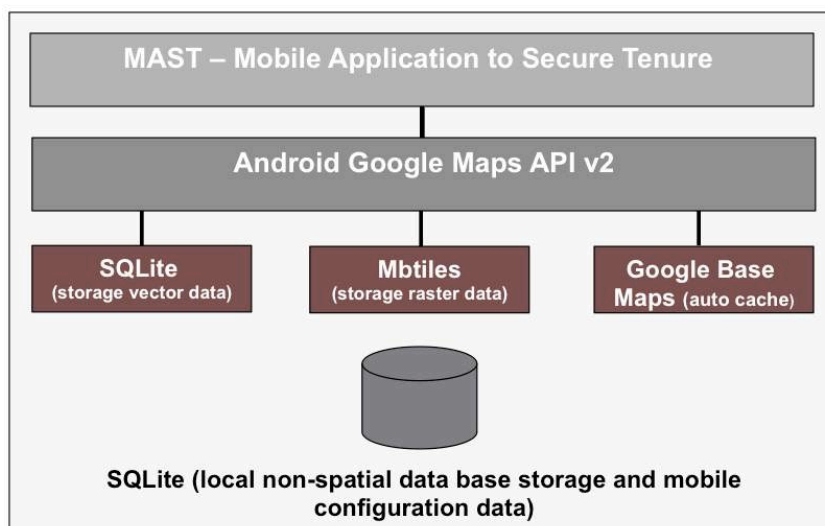 MAST – Mobile Application to Secure Tenure
Android Google Maps API v2
SQLite
(storage vector data)
Mbtiles
(storage raster data)
Google Base
Maps (auto cache)
SQLite (local non-spatial data base storage and mobile
configuration data)